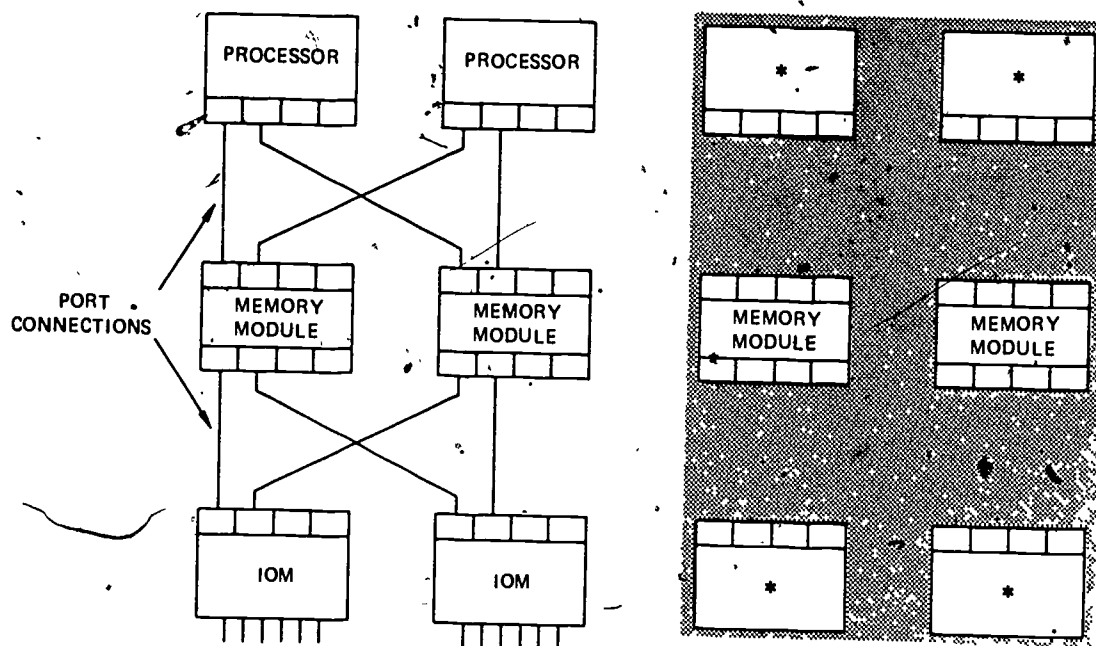 PROCESSOR
PROCESSOR
*
*
PORT
CONNECTIONS
MEMORY
MODULE
MEMORY
MODULE
MEMORY
MODULE
MEMORY
MODULE
IOM
IOM
*
*